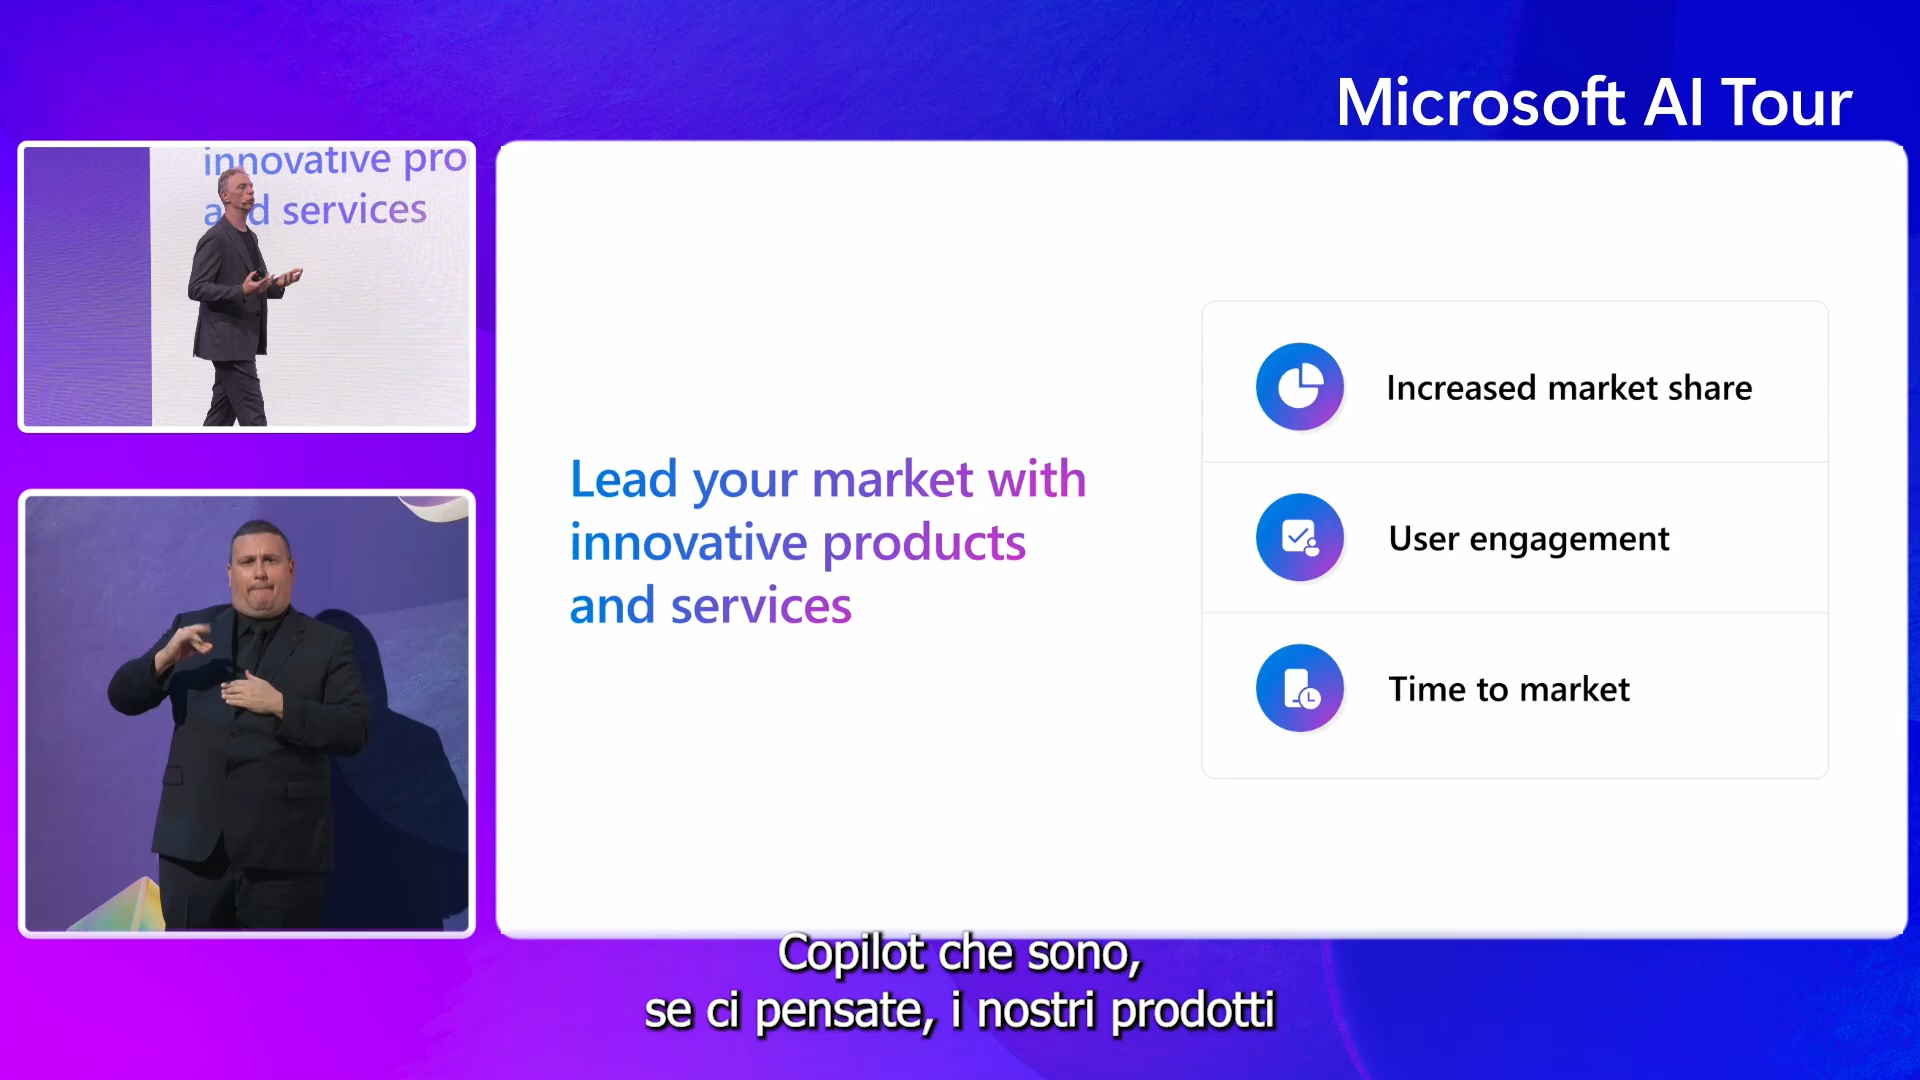 Microsoft AI Tour
innovative pro
and services
Lead your market with
innovative products
and services
Increased market share
User engagement
Time to market
Copilot che sono,
se ci pensate, i nostri prodotti